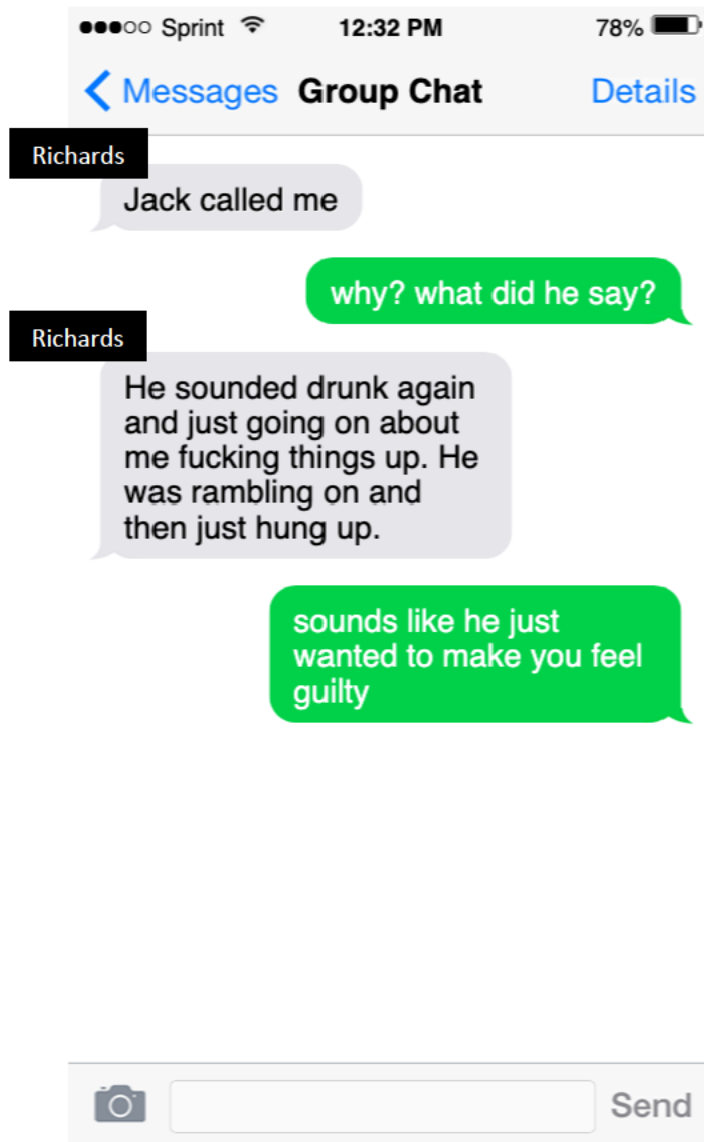 Sprint 12:32 PM 78%
Messages Group Chat Details
Richards
Jack called me
why? what did he say?
Richards
He sounded drunk again
and just going on about
me fucking things up. He
was rambling on and
then just hung up.
sounds like he just
wanted to make you feel
guilty
Send